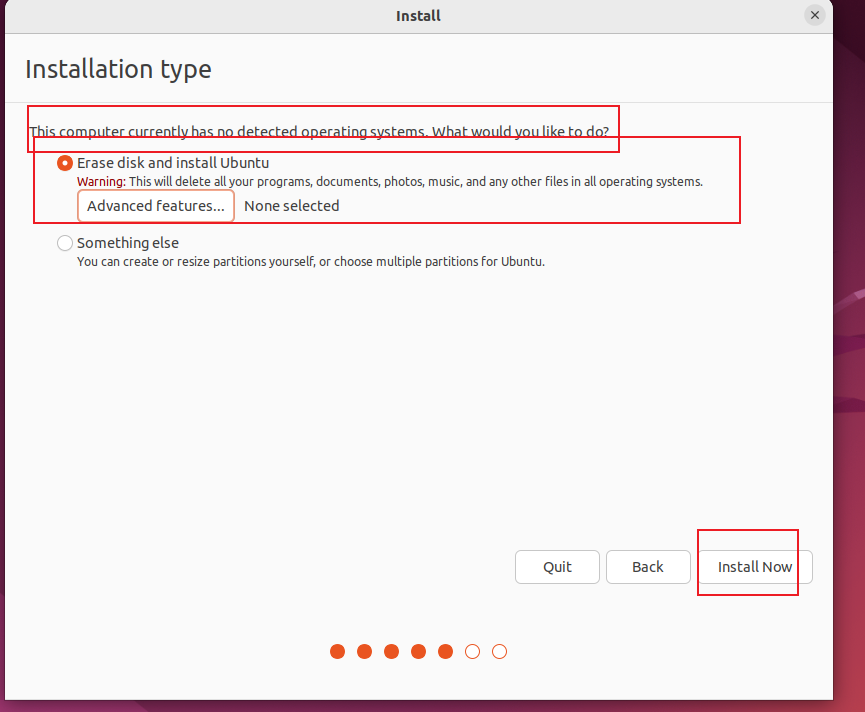 Install
Installation type
This computer currently has no detected operating systems. What would you like to do?
Erase disk and install Ubuntu
Warning: This will delete all your programs, documents, photos, music, and any other files in all operating systems.
Advanced features... None selected
Something else
You can create or resize partitions yourself, or choose multiple partitions for Ubuntu.
Quit Back Install Now